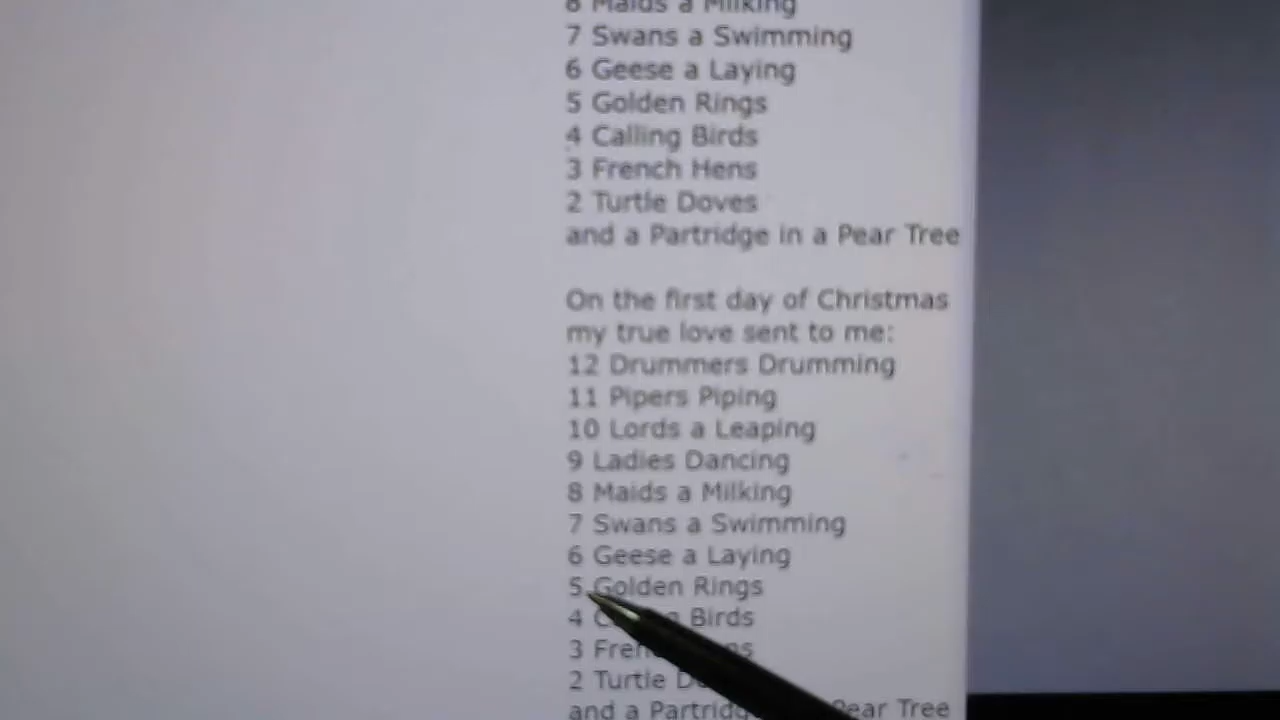 8 Maids a Milking
7 Swans a Swimming
6 Geese a Laying
5 Golden Rings
4 Calling Birds
3 French Hens
2 Turtle Doves
and a Partridge in a Pear Tree
On the first day of Christmas
my true love sent to me:
12 Drummers Drumming
11 Pipers Piping
10 Lords a Leaping
9 Ladies Dancing
8 Maids a Milking
7 Swans a Swimming
6 Geese a Laying
5 Golden Rings
4 Birds
3
2 Turtle
and a Pear Tree